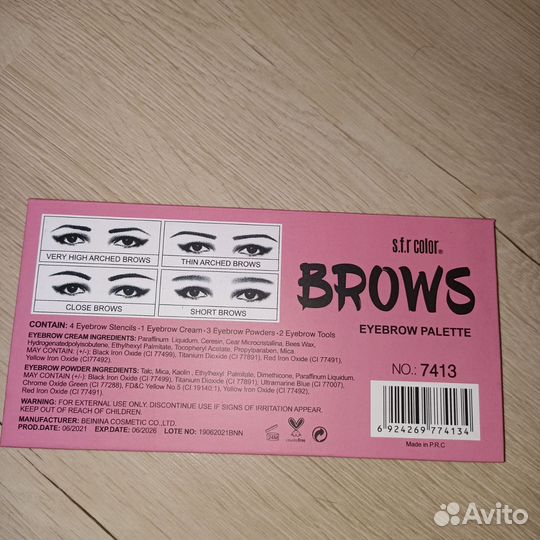 VERY HIGH ARCHED BROWS
THIN ARCHED BROWS
CLOSE BROWS
SHORT BROWS
s.f.r color®
BROWS
EYEBROW PALETTE
NO.: 7413
CONTAIN: 4 Eyebrow Stencils・1 Eyebrow Cream・3 Eyebrow Powders・2 Eyebrow Tools
EYEBROW CREAM INGREDIENTS: Paraffinum Liquidum, Ceresin, Cear Microcristallina, Bees Wax,
Hydrogenatedpolyisobutene, Ethylhexyl Palmitate, Tocopheryl Acetate, Propylparaben, Mica
MAY CONTAIN (+/-): Black Iron Oxide (CI 77499), Titanium Dioxide (CI 77891), Red Iron Oxide (CI 77491),
Yellow Iron Oxide (CI77492).
EYEBROW POWDER INGREDIENTS: Talc, Mica, Kaolin , Ethylhexyl Palmitate, Dimethicone, Paraffinum Liquidum.
MAY CONTAIN (+/-): Black Iron Oxide (CI 77499), Titanium Dioxide (CI 77891), Ultramarine Blue (CI 77007),
Chrome Oxide Green (CI 77288), FD&C Yellow No.5 (CI 19140:1), Yellow Iron Oxide (CI 77492),
Red Iron Oxide (CI 77491).
WARNING: FOR EXTERNAL USE ONLY. DISCONTINUE USE IF SIGNS OF IRRITATION ARREAR.
KEEP OUT OF REACH OF CHILDREN.
MANUFACTURER: BEININA COSMETIC CO.,LTD
PROD.DATE: 06/2021 EXP.DATE: 06/2026 LOTE NO: 19062021BNN
24M
crueltyfree
6 924269 774134
Made in P.R.C
Avito